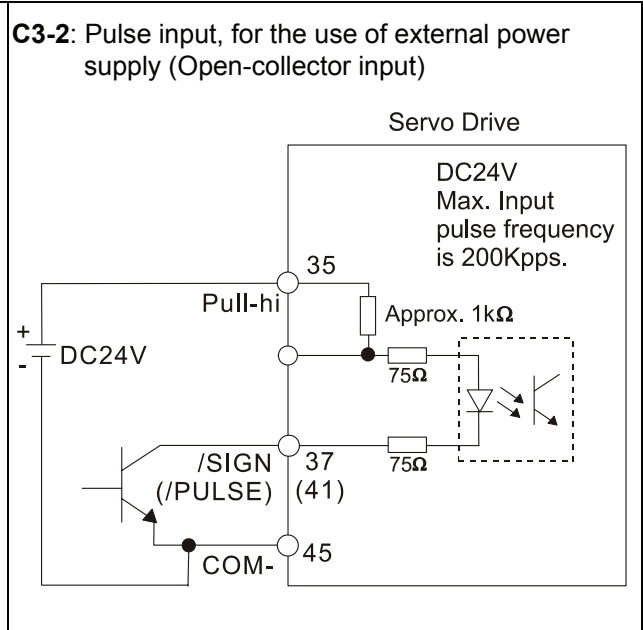 C3-2: Pulse input, for the use of external power
supply (Open-collector input)
Servo Drive
DC24V
Max. Input
pulse frequency
is 200Kpps.
35
Pull-hi
Approx. 1kΩ
+
-
DC24V
75Ω
/SIGN
(/PULSE)
37
(41)
75Ω
COM-
45